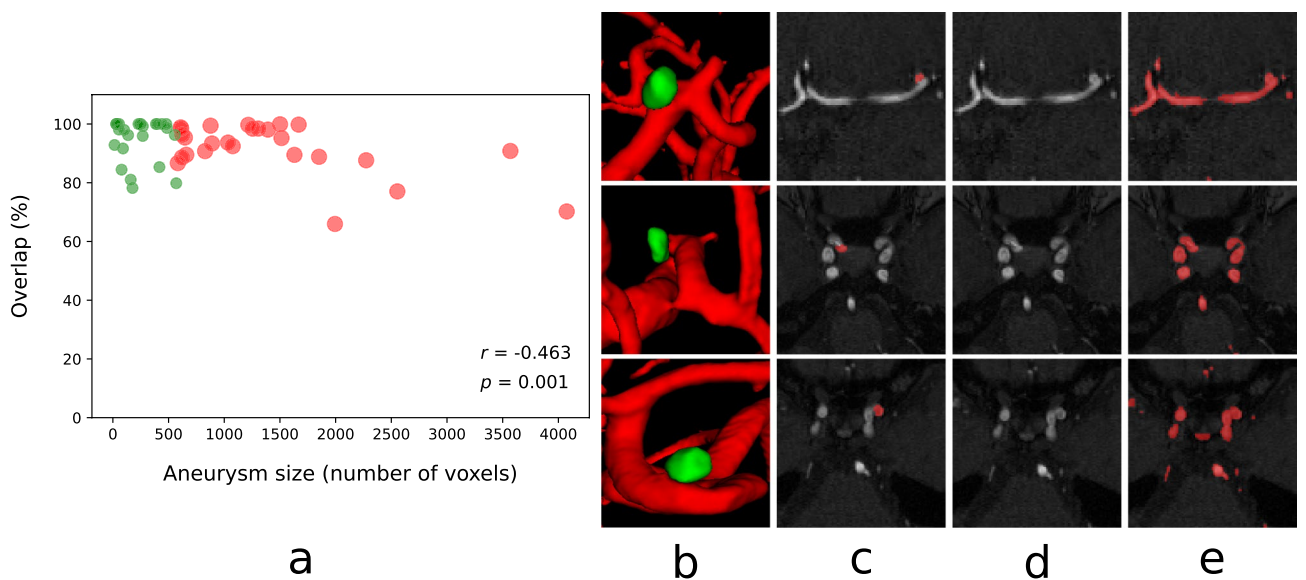 Overlap (%)
100
80
60
40
20
0
r = -0.463
p = 0.001
0 500 1000 1500 2000 2500 3000 3500 4000
Aneurysm size (number of voxels)
a b c d e